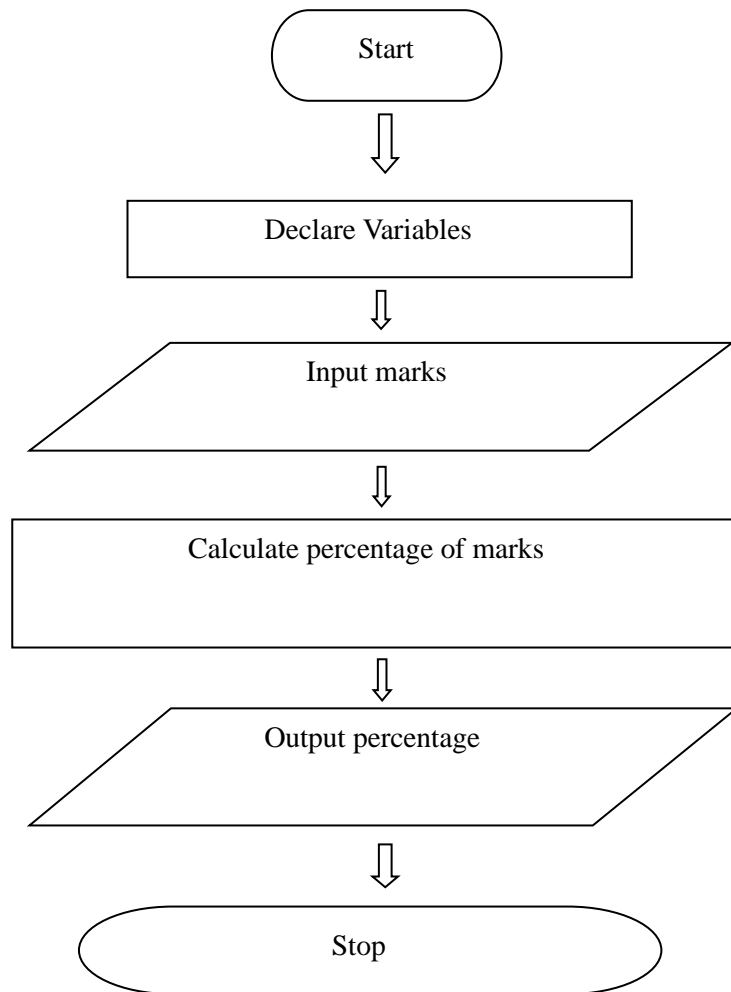 Start
Declare Variables
Input marks
Calculate percentage of marks
Output percentage
Stop